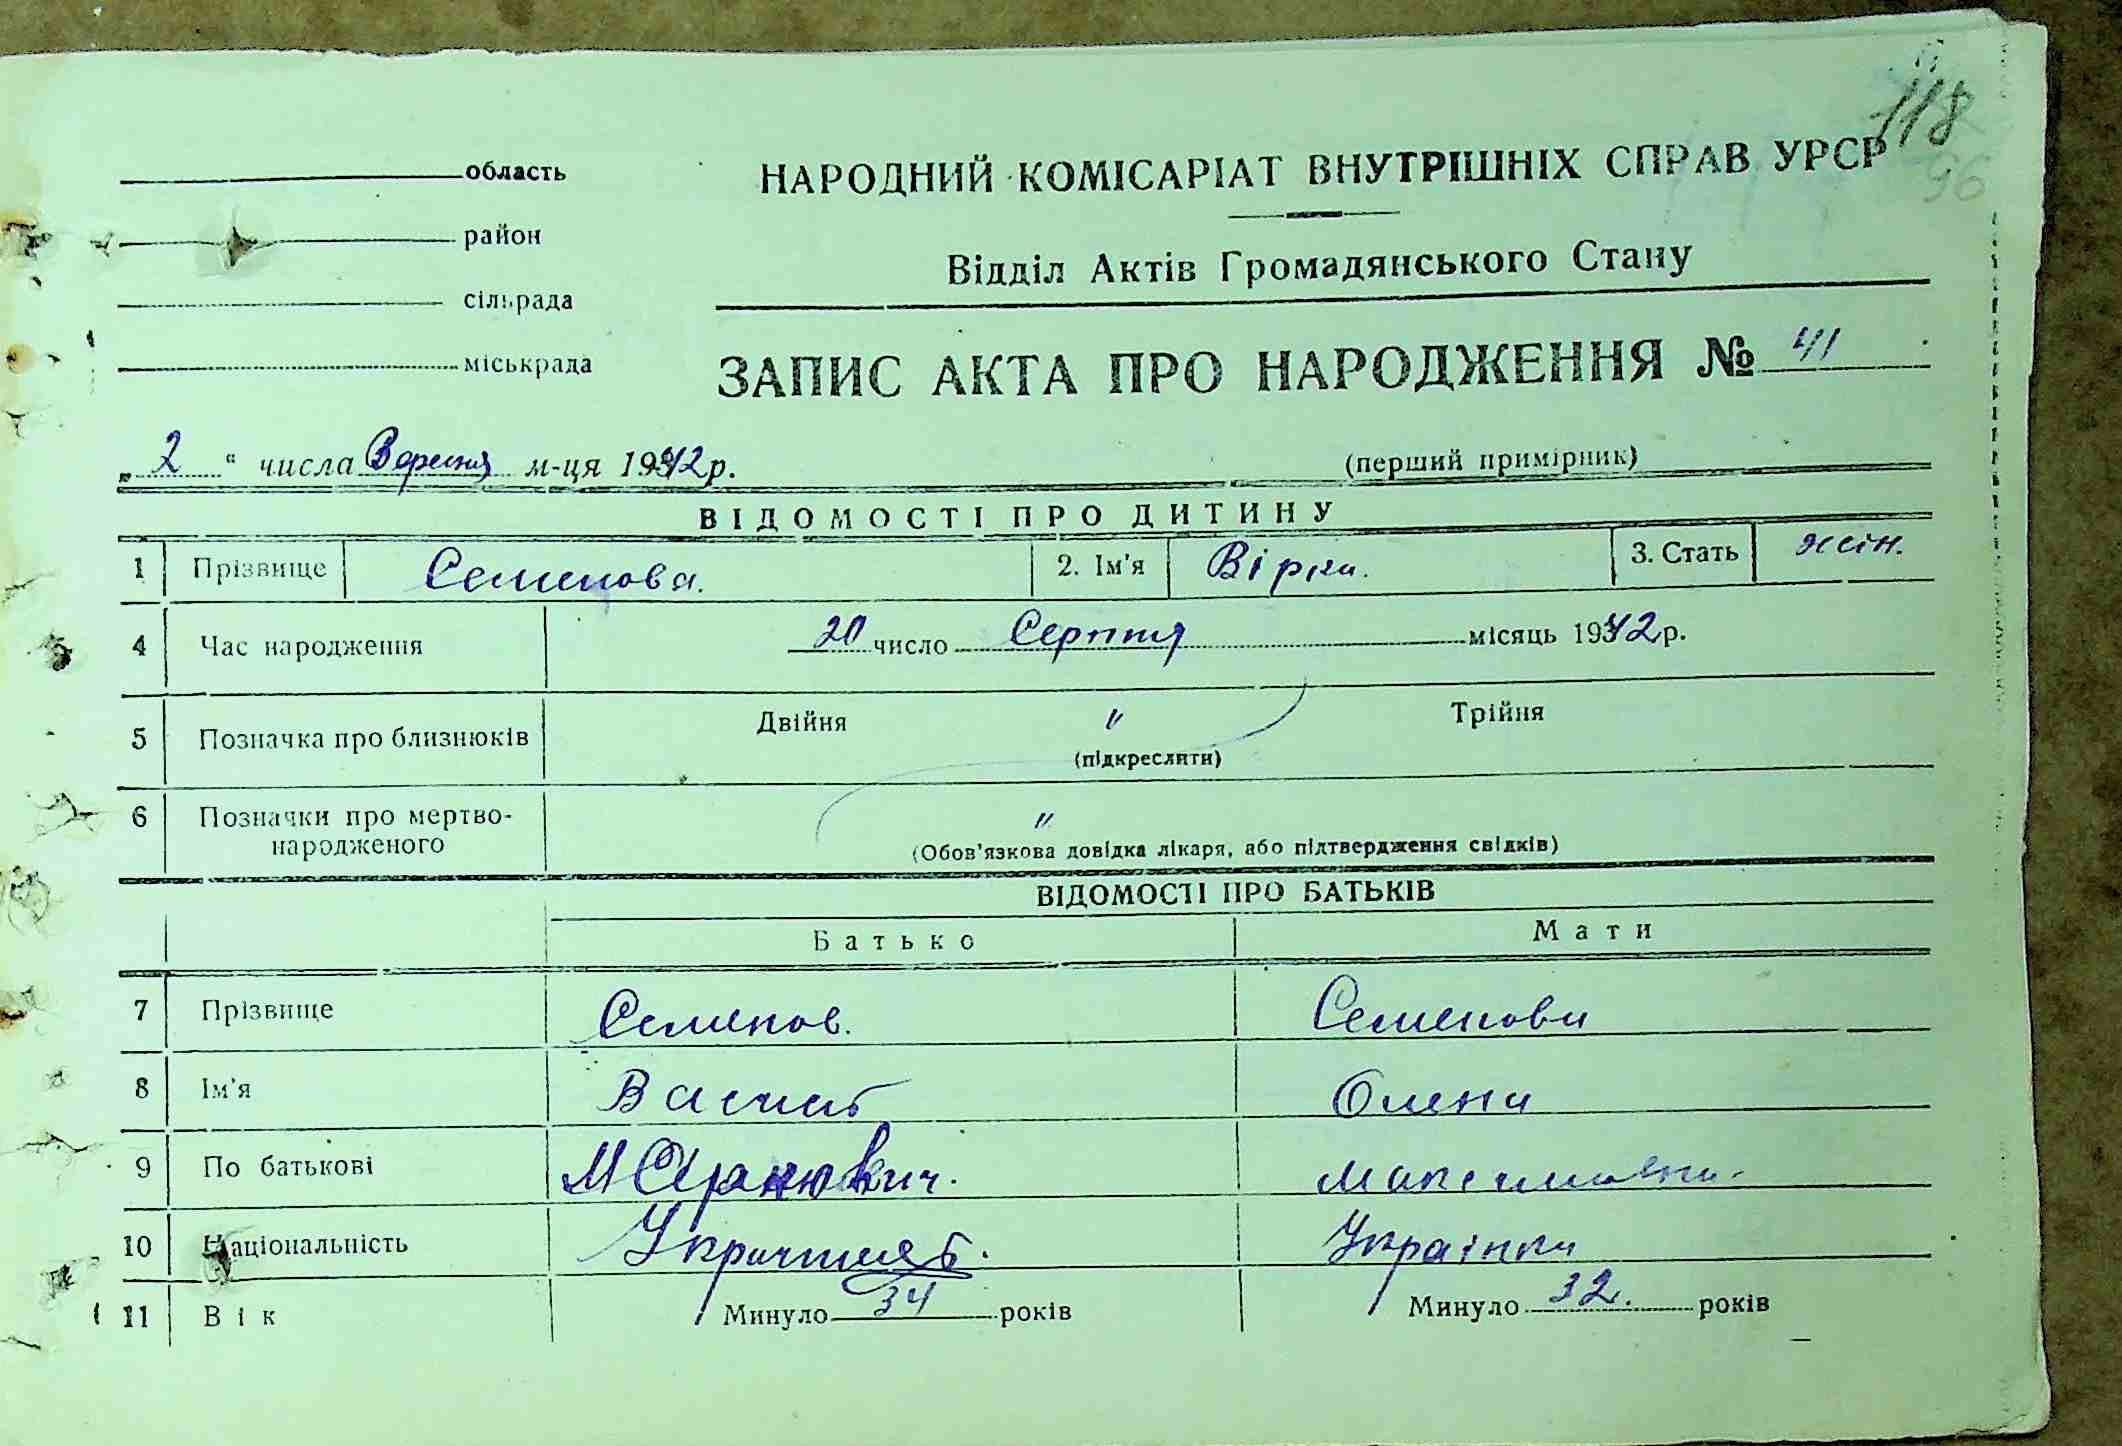 118
96
область
НАРОДНИЙ КОМІСАРІАТ ВНУТРІШНІХ СПРАВ УРСР
район
Відділ Актів Громадянського Стану
сільрада
міськрада
ЗАПИС АКТА ПРО НАРОДЖЕННЯ № 41
„ 2 “ числа Вересня м-ця 1942 р.
(перший примірник)
ВІДОМОСТІ ПРО ДИТИНУ
1 Прізвище Семенова. 2. Ім'я Віра. 3. Стать жін.
4 Час народження 20 число Серпня місяць 1942 р.
5 Позначка про близнюків Двійня " Трійня
(підкреслити)
6 Позначки про мертво-
народженого "
(Обов'язкова довідка лікаря, або підтвердження свідків)
ВІДОМОСТІ ПРО БАТЬКІВ
Батько Мати
7 Прізвище Семенов. Семенова
8 Ім'я Василь Олена
9 По батькові
10 Національність Українка
11 Вік Минуло 34 років Минуло 32. років